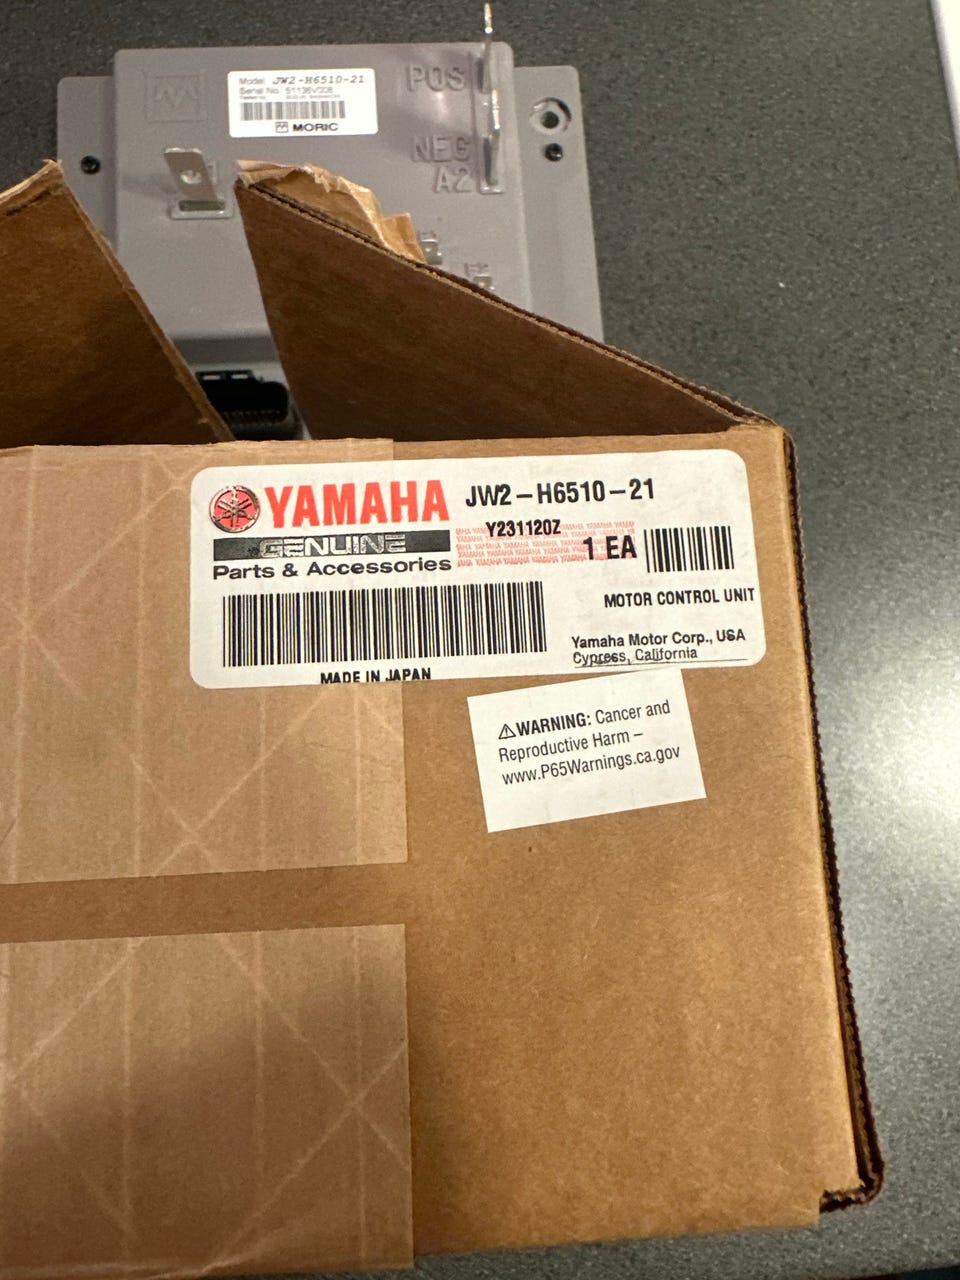 Model JW2-H6510-21
Serial No.
MORIC
POS
NEG
A2
YAMAHA
GENUINE
Parts & Accessories
JW2-H6510-21
Y231120Z
1 EA
MOTOR CONTROL UNIT
Yamaha Motor Corp., USA
Cypress, California
MADE IN JAPAN
⚠WARNING: Cancer and
Reproductive Harm –
www.P65Warnings.ca.gov